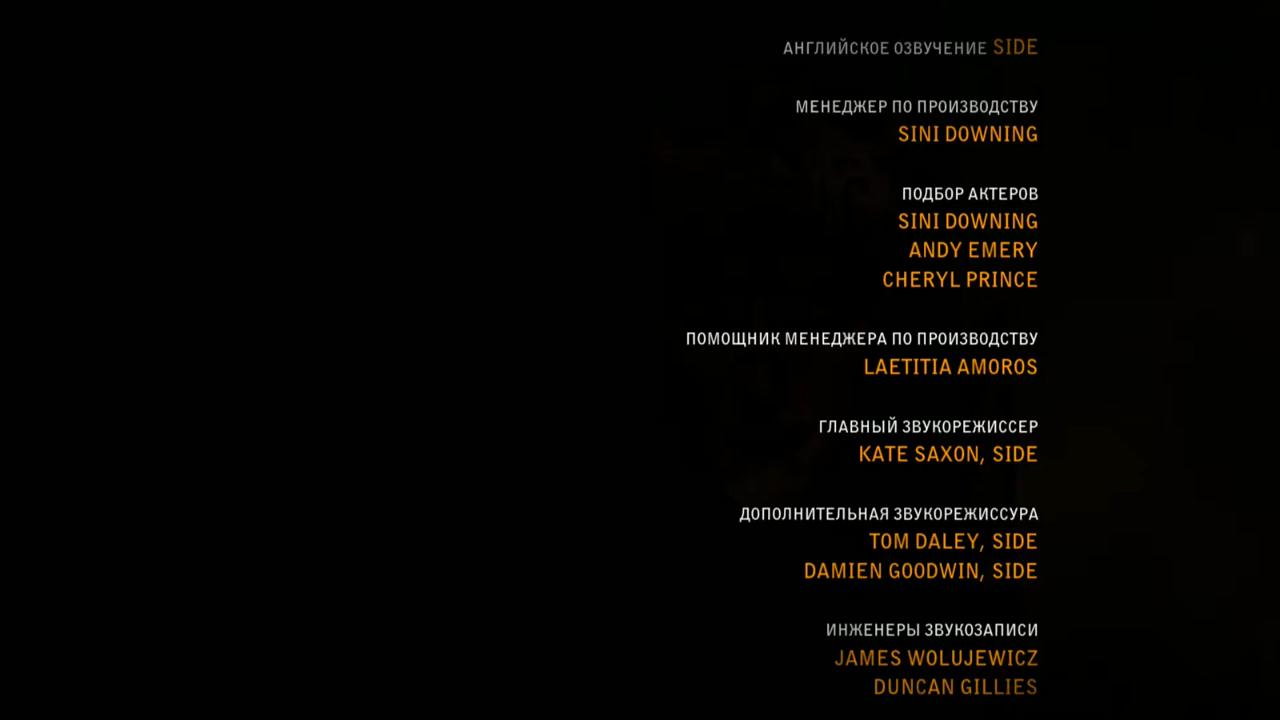 АНГЛИЙСКОЕ ОЗВУЧЕНИЕ SIDE
МЕНЕДЖЕР ПО ПРОИЗВОДСТВУ
SINI DOWNING
ПОДБОР АКТЕРОВ
SINI DOWNING
ANDY EMERY
CHERYL PRINCE
ПОМОЩНИК МЕНЕДЖЕРА ПО ПРОИЗВОДСТВУ
LAETITIA AMOROS
ГЛАВНЫЙ ЗВУКОРЕЖИССЕР
KATE SAXON, SIDE
ДОПОЛНИТЕЛЬНАЯ ЗВУКОРЕЖИССУРА
TOM DALEY, SIDE
DAMIEN GOODWIN, SIDE
ИНЖЕНЕРЫ ЗВУКОЗАПИСИ
JAMES WOLUJEWICZ
DUNCAN GILLIES